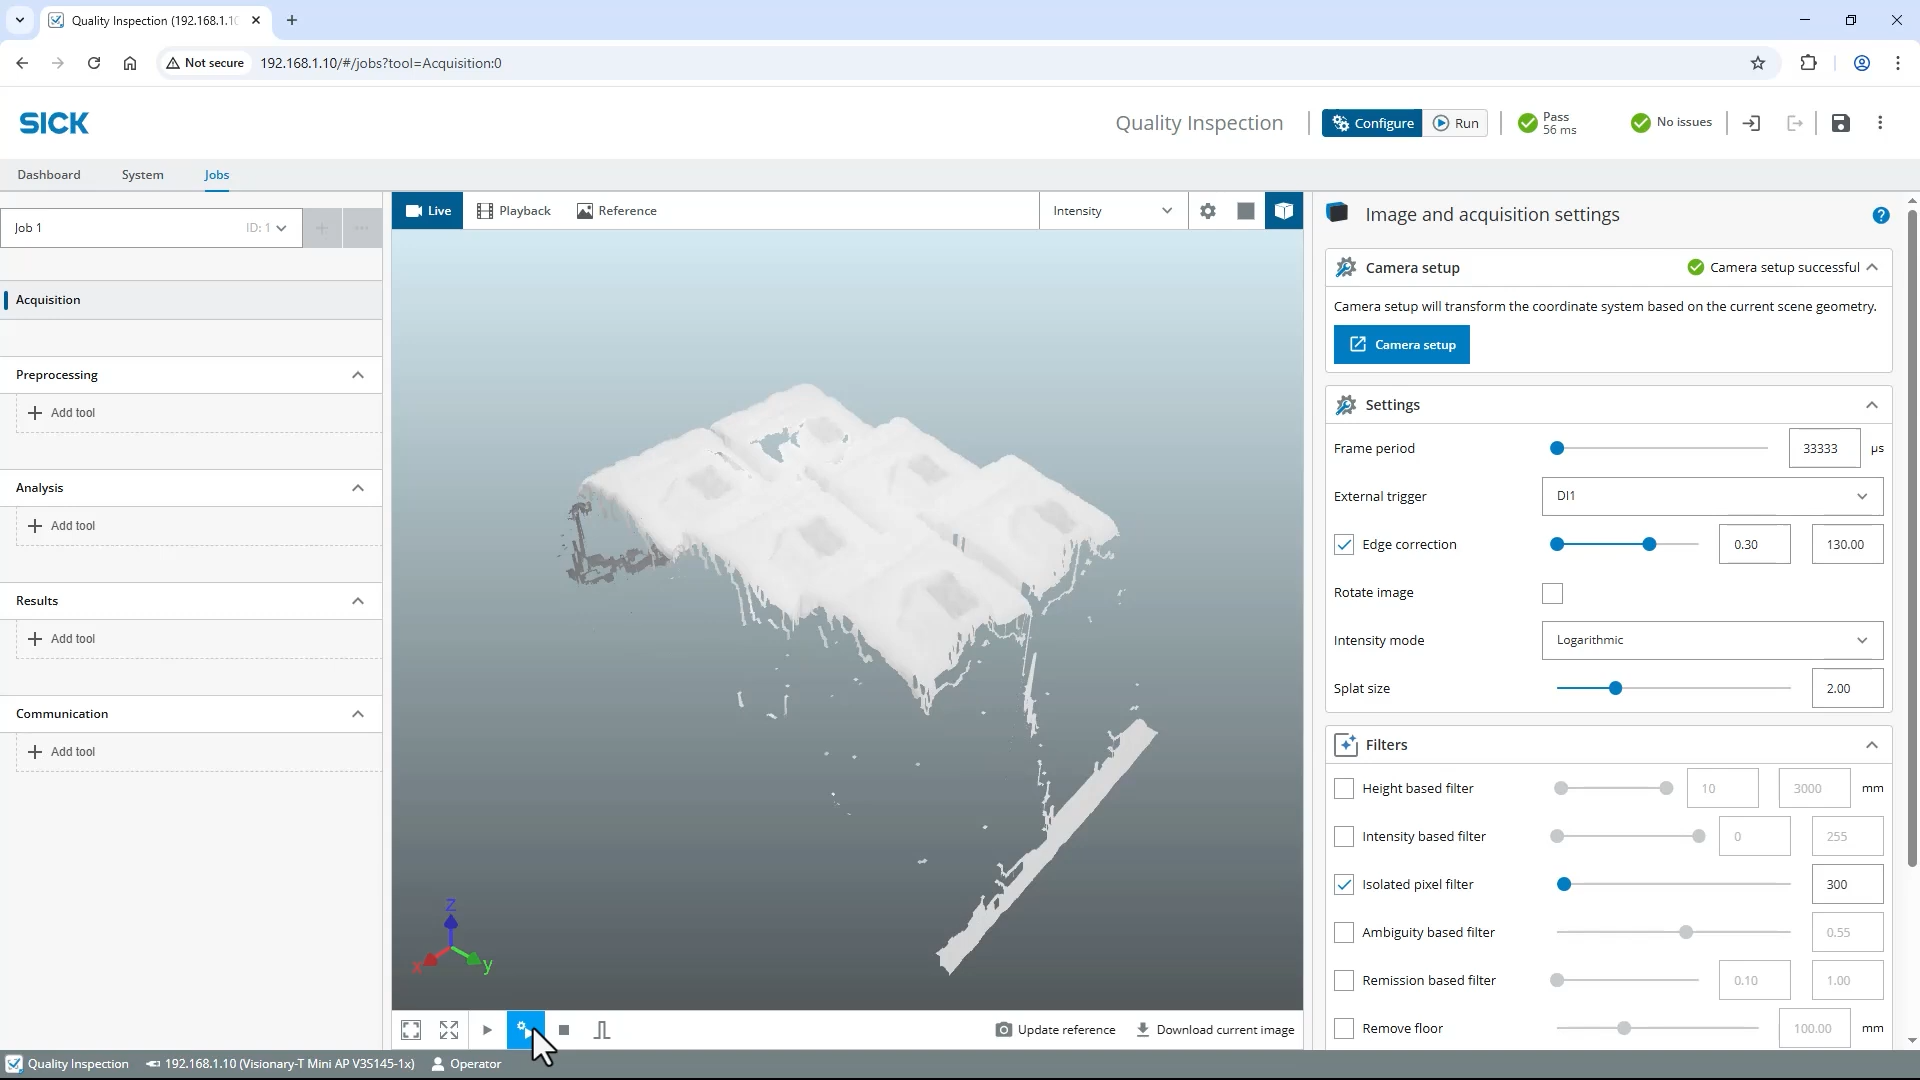 Quality Inspection (192.168.1.10
Not secure
192.168.1.10/#/jobs?tool=Acquisition:0
SICK
Quality Inspection
Configure
Run
Pass
56 ms
No issues
Dashboard
System
Jobs
Job 1
ID: 1
Live
Playback
Reference
Intensity
Image and acquisition settings
?
Acquisition
Preprocessing
Add tool
Analysis
Add tool
Results
Add tool
Communication
Add tool
Camera setup
Camera setup successful
Camera setup will transform the coordinate system based on the current scene geometry.
Camera setup
Settings
Frame period
33333
µs
External trigger
DI1
Edge correction
0.30
130.00
Rotate image
Intensity mode
Logarithmic
Splat size
2.00
Filters
Height based filter
10
3000
mm
Intensity based filter
0
255
Isolated pixel filter
300
Ambiguity based filter
0.55
Remission based filter
0.10
1.00
Remove floor
100.00
mm
z
x
y
Update reference
Download current image
Quality Inspection
192.168.1.10 (Visionary-T Mini AP V3S145-1x)
Operator